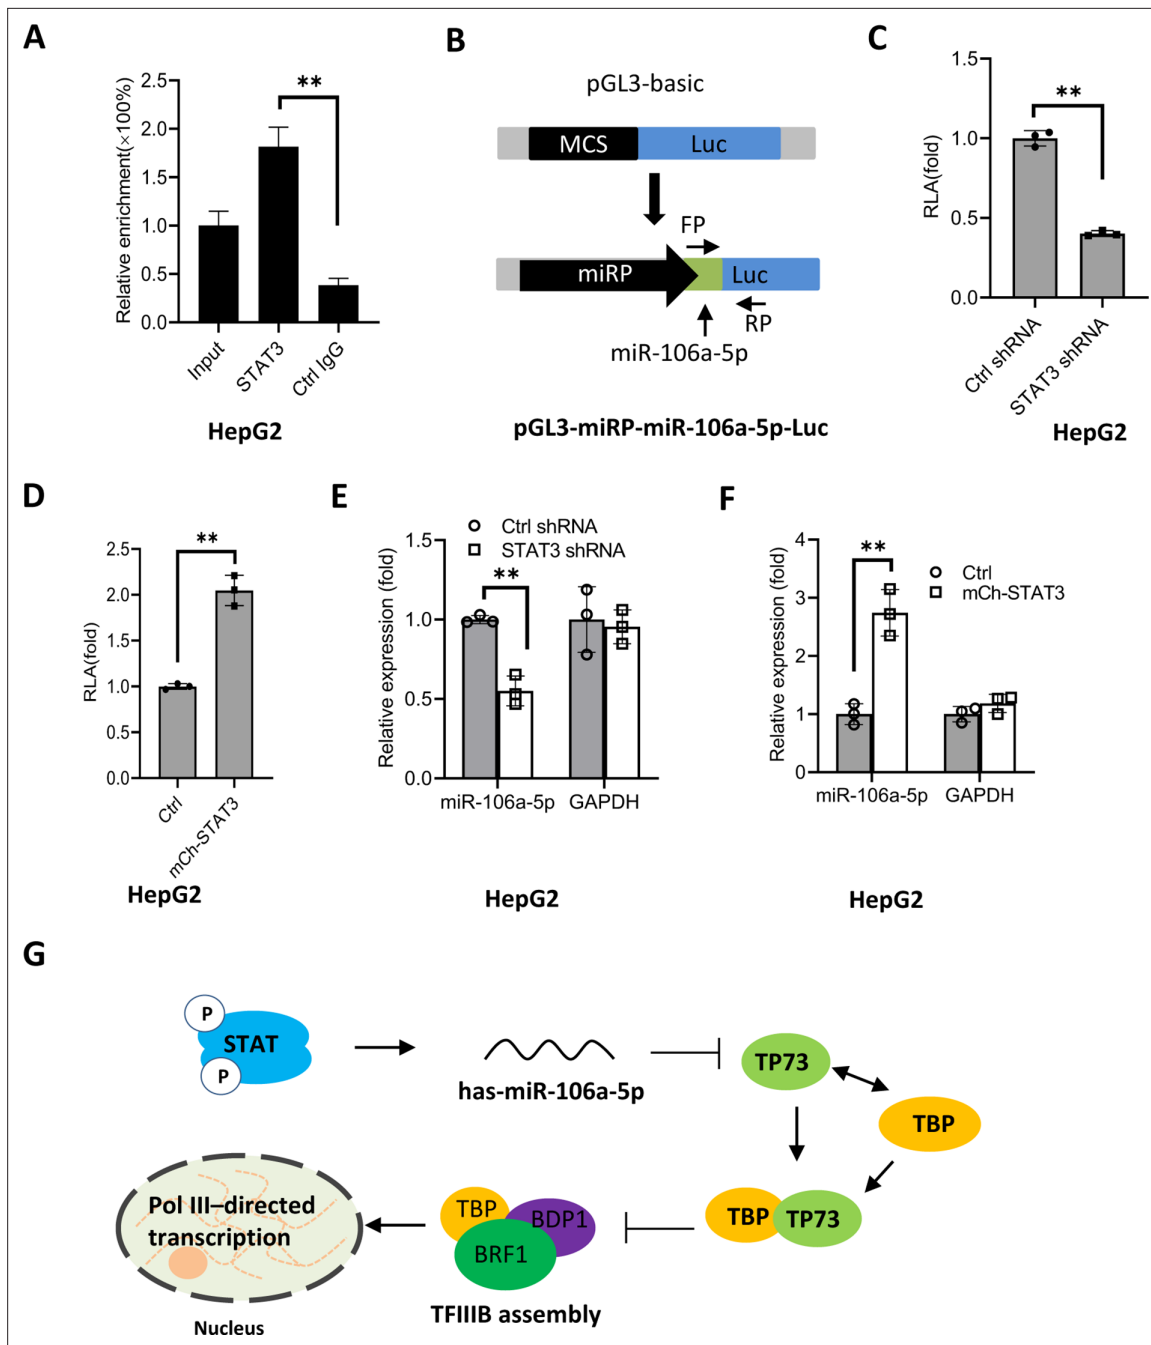 A
Relative enrichment(×100%)
2.5
2.0
1.5
1.0
0.5
0.0
**
Input
STAT3
Ctrl IgG
HepG2
B
pGL3-basic
MCS
Luc
FP
miRP
Luc
RP
miR-106a-5p
pGL3-miRP-miR-106a-5p-Luc
C
RLA(fold)
1.5
1.0
0.5
0.0
**
Ctrl shRNA
STAT3 shRNA
HepG2
D
RLA(fold)
2.5
2.0
1.5
1.0
0.5
0.0
**
Ctrl
mCh-STAT3
HepG2
E
Ctrl shRNA
STAT3 shRNA
Relative expression (fold)
1.5
1.0
0.5
0.0
**
miR-106a-5p
GAPDH
HepG2
F
Ctrl
mCh-STAT3
Relative expression (fold)
4
3
2
1
0
**
miR-106a-5p
GAPDH
HepG2
G
P
STAT
P
has-miR-106a-5p
TP73
TBP
TBP
TP73
TBP
BDP1
BRF1
TFIIIB assembly
Pol III–directed
transcription
Nucleus